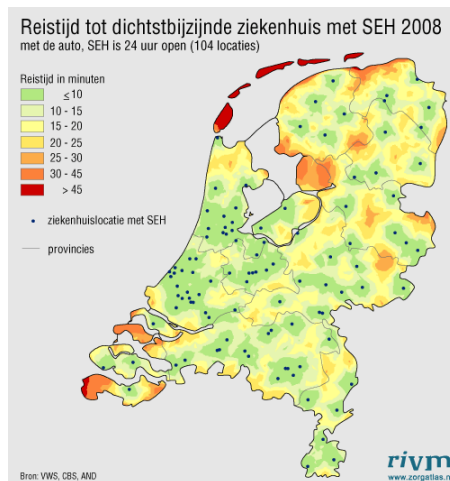 Reistijd tot dichtstbijzijnde ziekenhuis met SEH 2008
met de auto, SEH is 24 uur open (104 locaties)
Reistijd in minuten
≤10
10 - 15
15 - 20
20 - 25
25 - 30
30 - 45
> 45
ziekenhuislocatie met SEH
provincies
Bron: VWS, CBS, AND
rivm
www.zorgatlas.nl